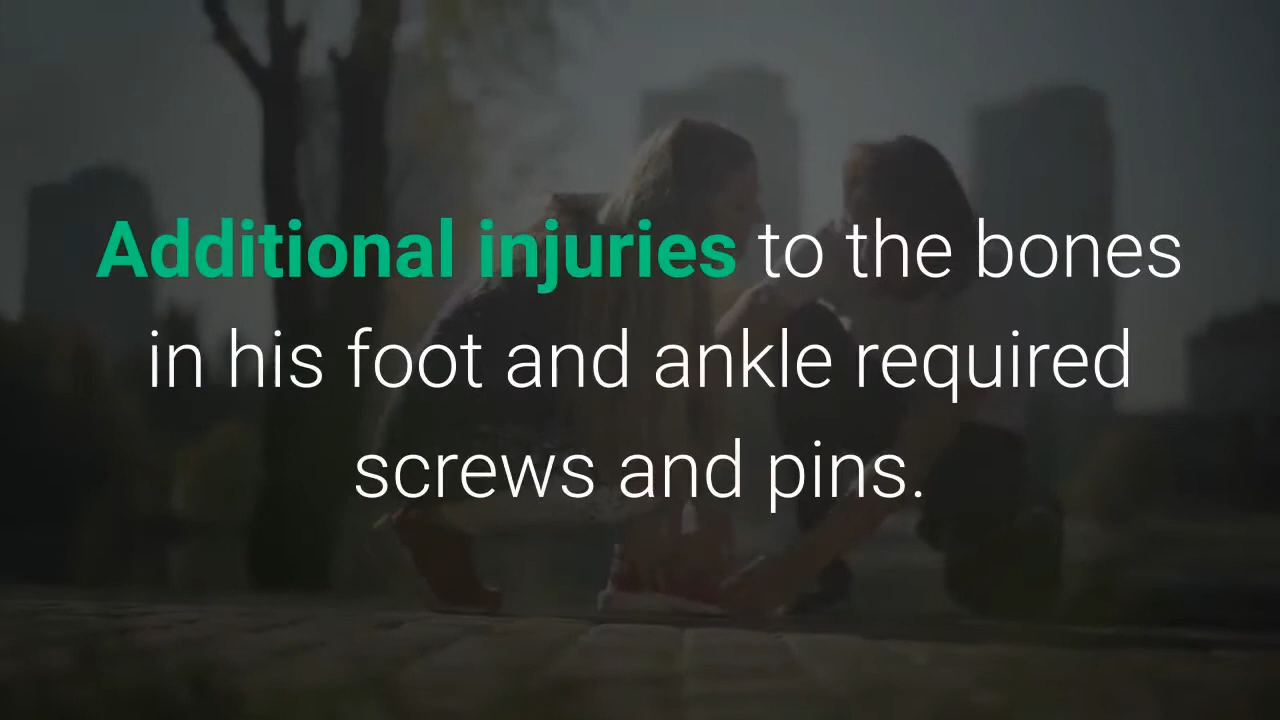 Additional injuries to the bones
in his foot and ankle required
screws and pins.